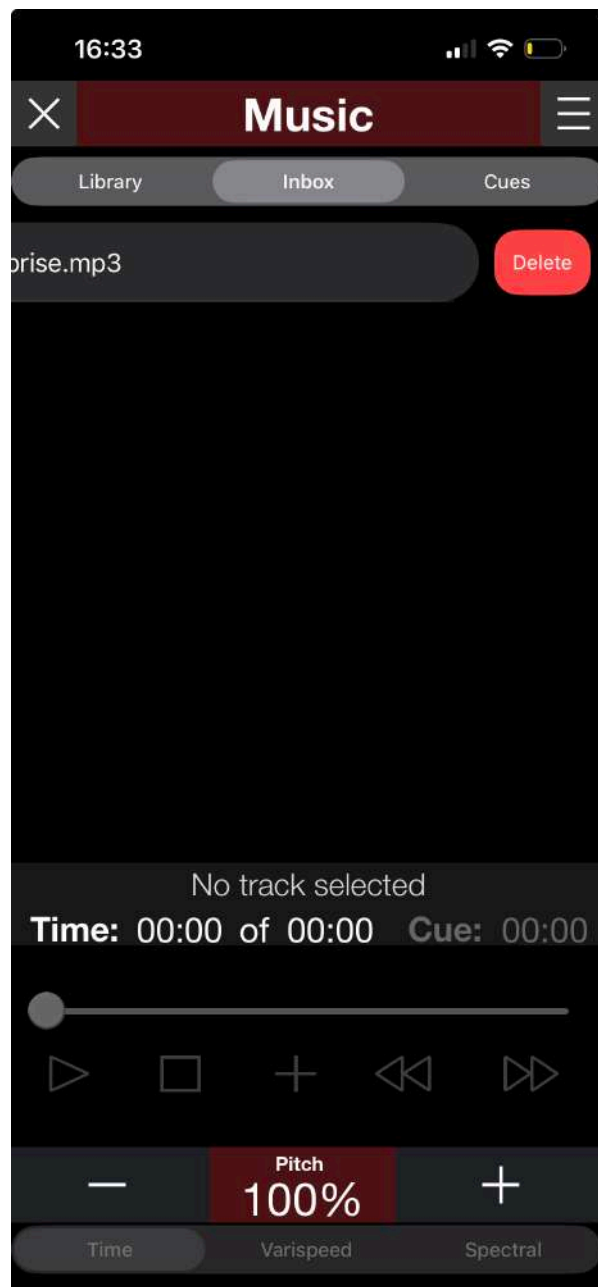 16:33
Music
Library Inbox Cues
prise.mp3 Delete
No track selected
Time: 00:00 of 00:00 Cue: 00:00
Pitch
100%
Time Varispeed Spectral